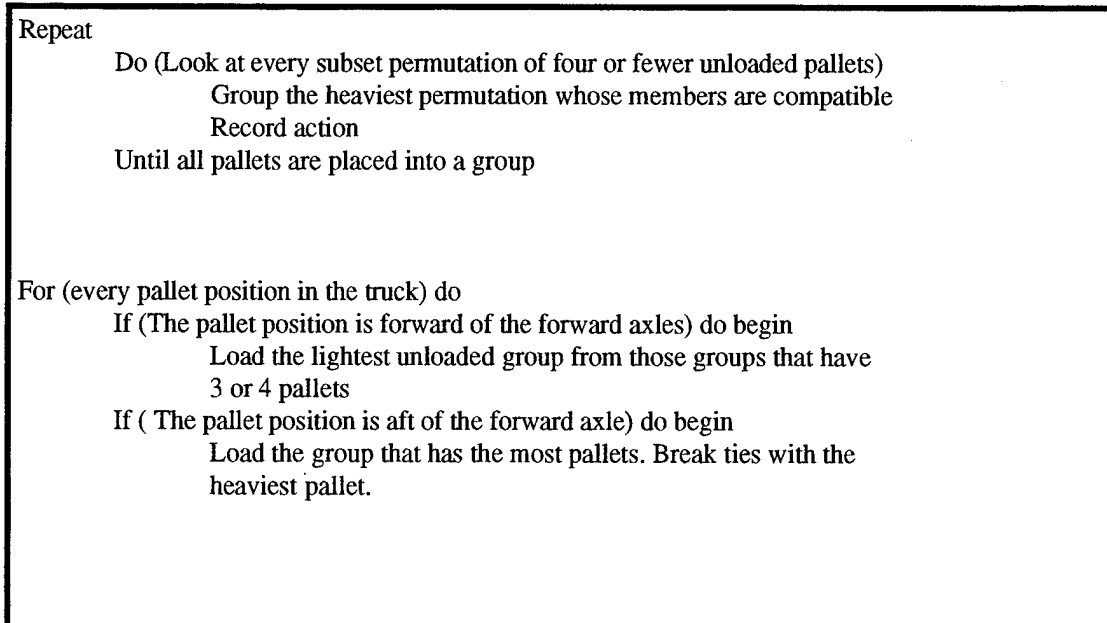 Repeat
Do (Look at every subset permutation of four or fewer unloaded pallets)
Group the heaviest permutation whose members are compatible
Record action
Until all pallets are placed into a group
For (every pallet position in the truck) do
If (The pallet position is forward of the forward axles) do begin
Load the lightest unloaded group from those groups that have
3 or 4 pallets
If ( The pallet position is aft of the forward axle) do begin
Load the group that has the most pallets. Break ties with the
heaviest pallet.